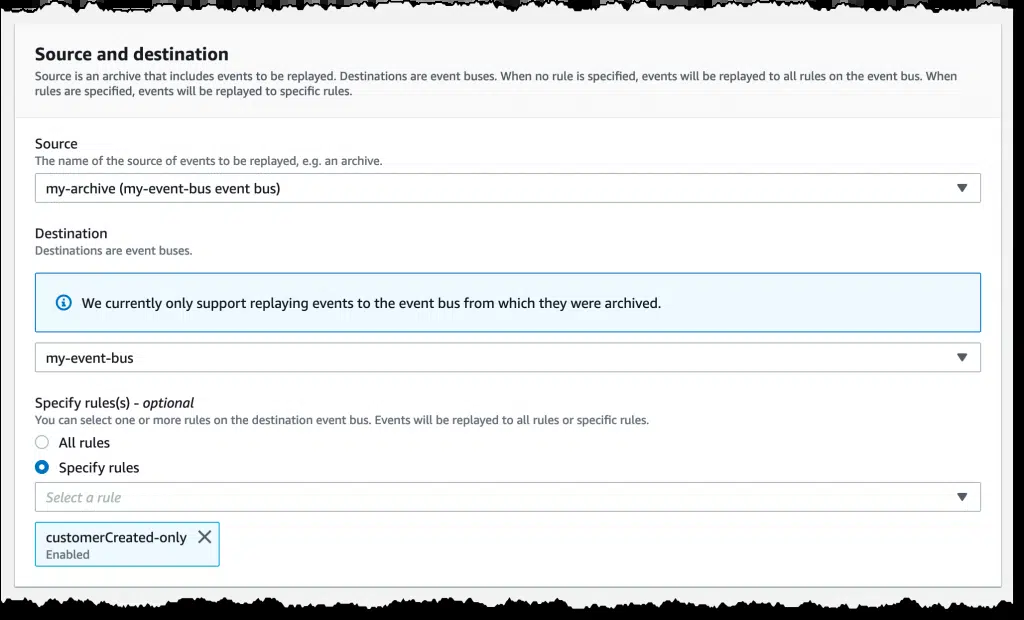 Source and destination
Source is an archive that includes events to be replayed. Destinations are event buses. When no rule is specified, events will be replayed to all rules on the event bus. When
rules are specified, events will be replayed to specific rules.
Source
The name of the source of events to be replayed, e.g. an archive.
my-archive (my-event-bus event bus)
Destination
Destinations are event buses.
We currently only support replaying events to the event bus from which they were archived.
my-event-bus
Specify rules(s) - optional
You can select one or more rules on the destination event bus. Events will be replayed to all rules or specific rules.
All rules
Specify rules
Select a rule
customerCreated-only
Enabled